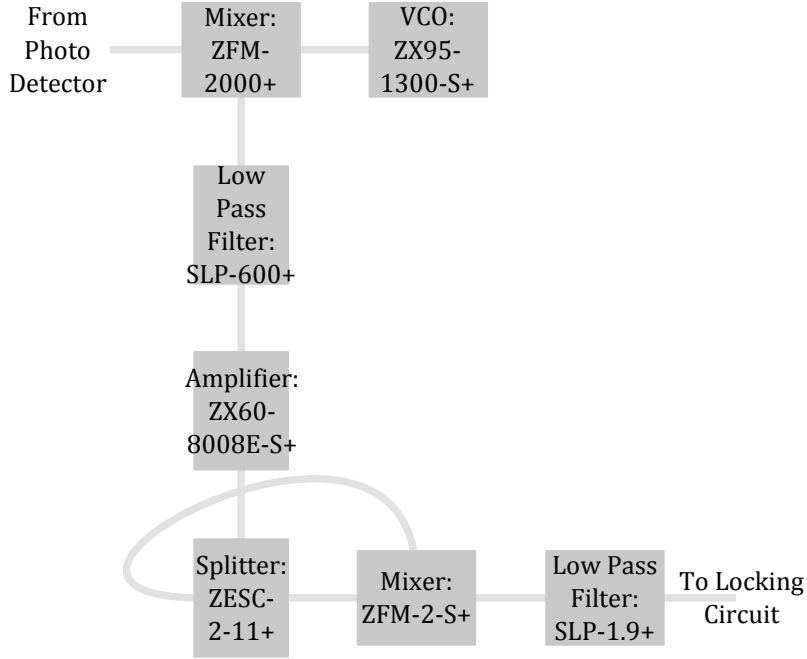 From
Photo
Detector
Mixer:
ZFM-
2000+
VCO:
ZX95-
1300-S+
Low
Pass
Filter:
SLP-600+
Amplifier:
ZX60-
8008E-S+
Splitter:
ZESC-
2-11+
Mixer:
ZFM-2-S+
Low Pass
Filter:
SLP-1.9+
To Locking
Circuit